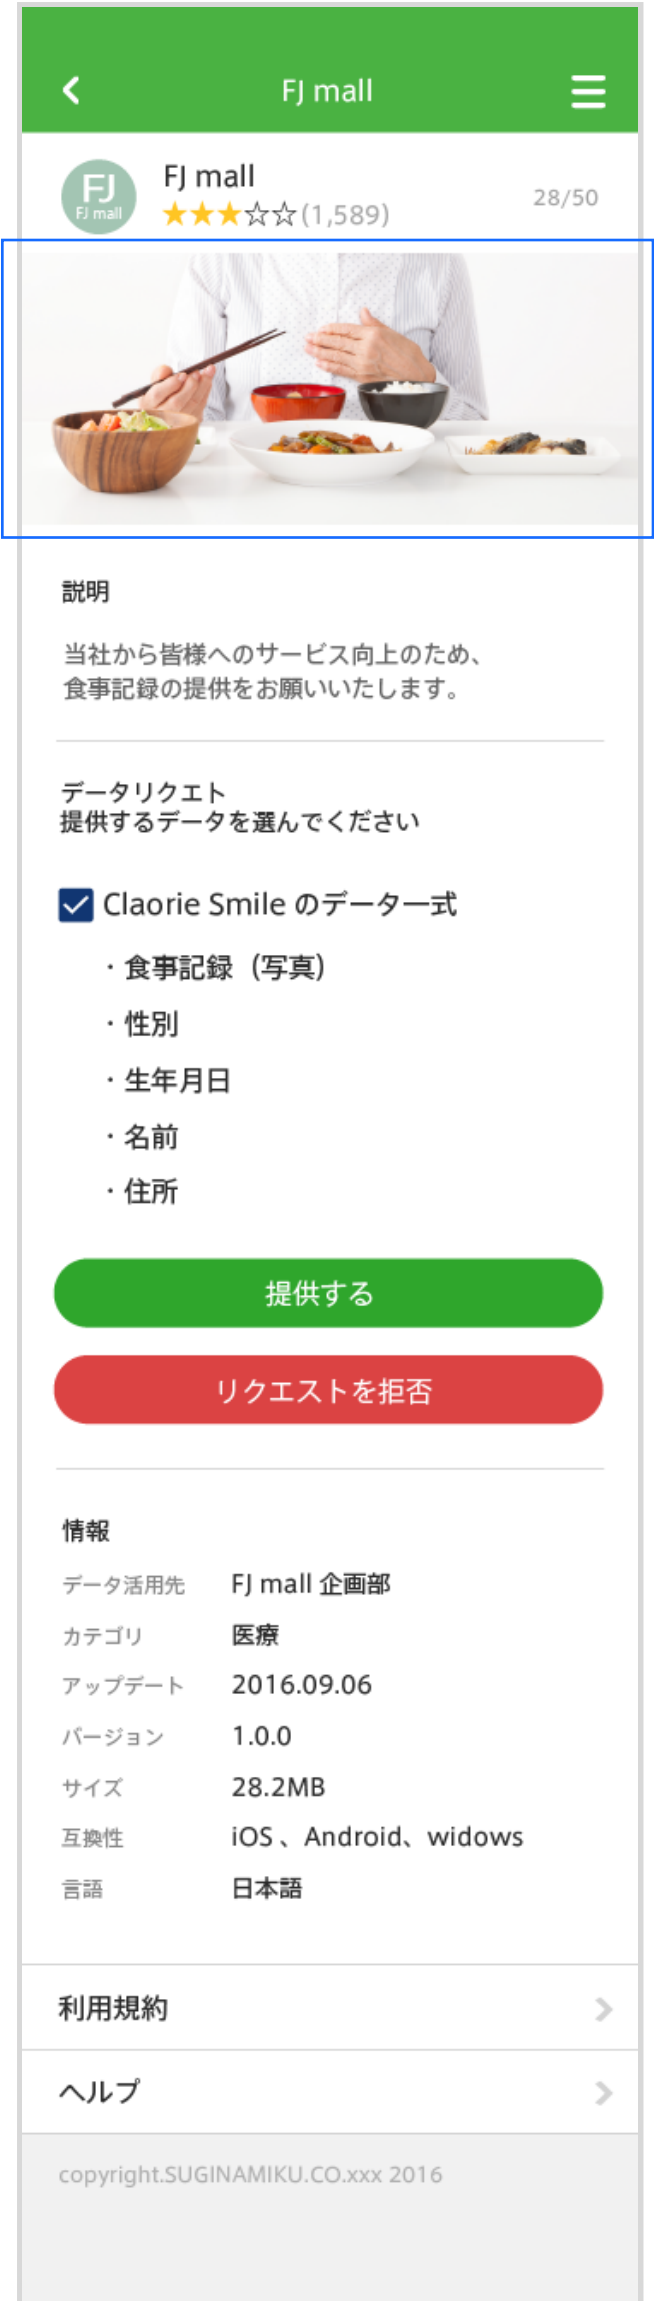 FJ mall
FJ
FJ mall
FJ mall
★★★☆☆(1,589)
28/50
説明
当社から皆様へのサービス向上のため、
食事記録の提供をお願いいたします。
データリクエト
提供するデータを選んでください
Claorie Smile のデータ一式
・食事記録（写真）
・性別
・生年月日
・名前
・住所
提供する
リクエストを拒否
情報
データ活用先 FJ mall 企画部
カテゴリ 医療
アップデート 2016.09.06
バージョン 1.0.0
サイズ 28.2MB
互換性 iOS 、Android、widows
言語 日本語
利用規約
ヘルプ
copyright.SUGINAMIKU.CO.xxx 2016